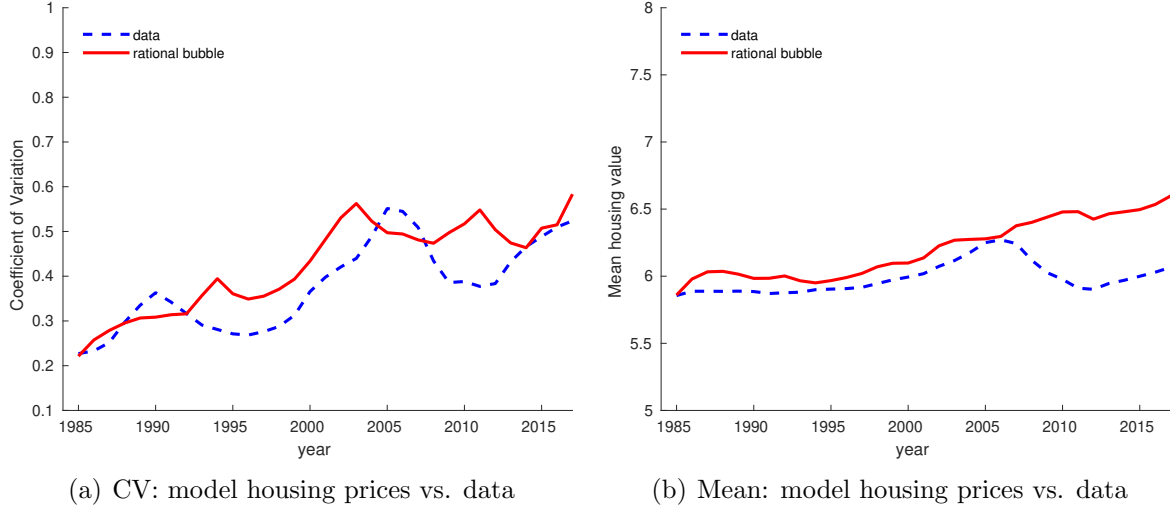 1
0.9
0.8
0.7
0.6
0.5
0.4
0.3
0.2
0.1
Coefficient of Variation
data
rational bubble
1985 1990 1995 2000 2005 2010 2015
year
(a) CV: model housing prices vs. data
8
7.5
7
6.5
6
5.5
5
Mean housing value
data
rational bubble
1985 1990 1995 2000 2005 2010 2015
year
(b) Mean: model housing prices vs. data